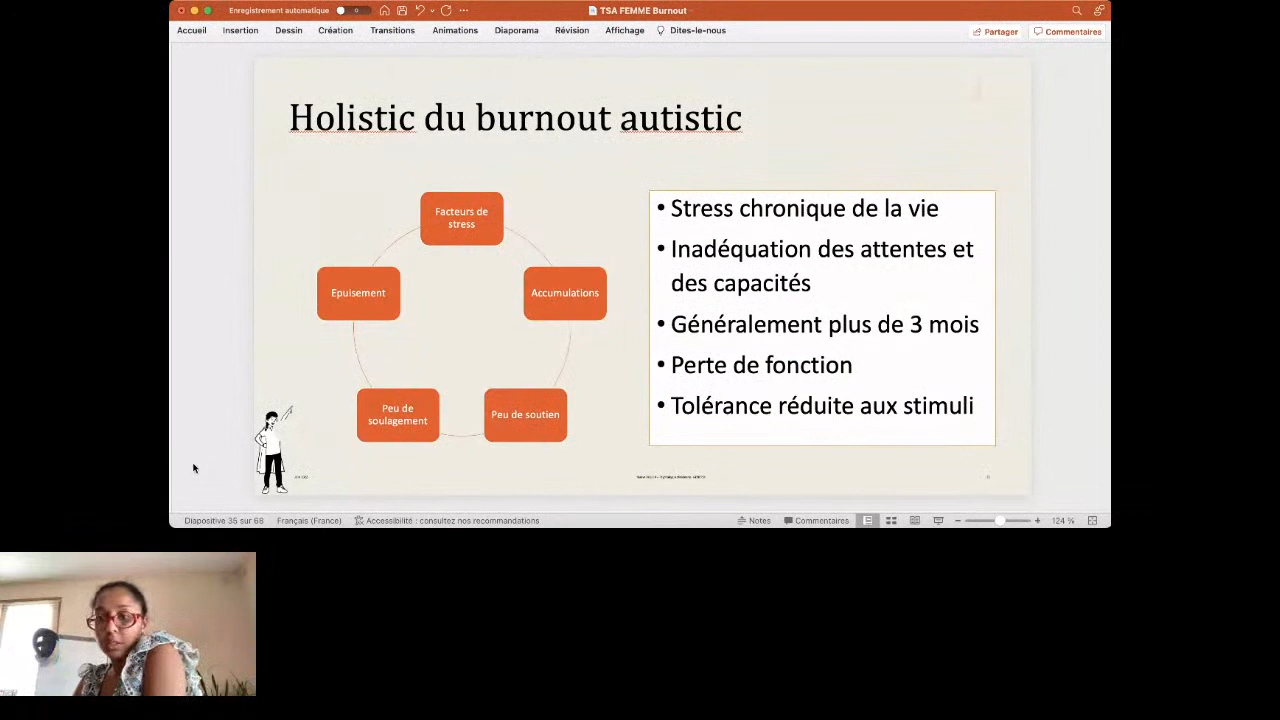 Enregistrement automatique
TSA FEMME Burnout
Accueil Insertion Dessin Création Transitions Animations Diaporama Révision Affichage Dites-le-nous Partager Commentaires
Holistic du burnout autistic
Facteurs de
stress
Accumulations
Peu de soutien
Peu de
soulagement
Epuisement
• Stress chronique de la vie
• Inadéquation des attentes et
des capacités
• Généralement plus de 3 mois
• Perte de fonction
• Tolérance réduite aux stimuli
Diapositive 35 sur 68 Français (France) Accessibilité : consultez nos recommandations Notes Commentaires 124 %